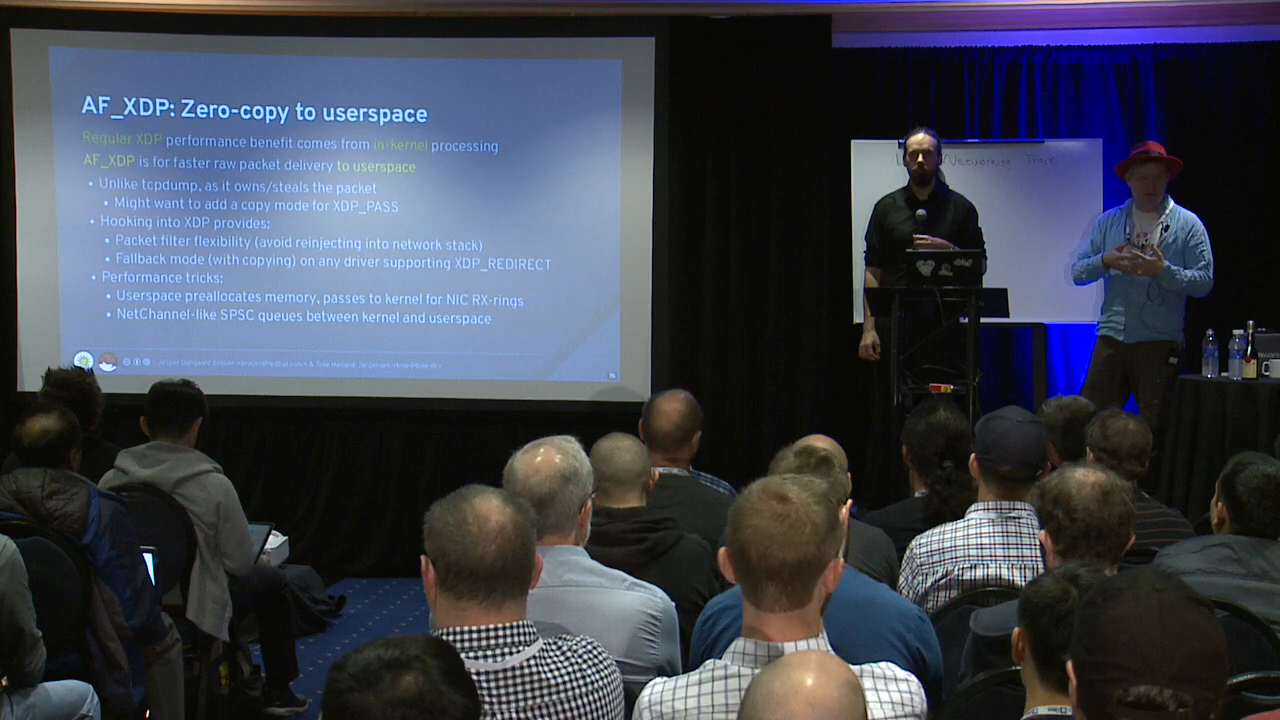 AF_XDP: Zero-copy to userspace
Regular XDP performance benefit comes from in-kernel processing
AF_XDP is for faster raw packet delivery to userspace
• Unlike tcpdump, as it owns/steals the packet
• Might want to add a copy mode for XDP_PASS
• Hooking into XDP provides:
• Packet filter flexibility (avoid reinjecting into network stack)
• Fallback mode (with copying) on any driver supporting XDP_REDIRECT
• Performance tricks:
• Userspace preallocates memory, passes to kernel for NIC RX-rings
• NetChannel-like SPSC queues between kernel and userspace
Networking Track